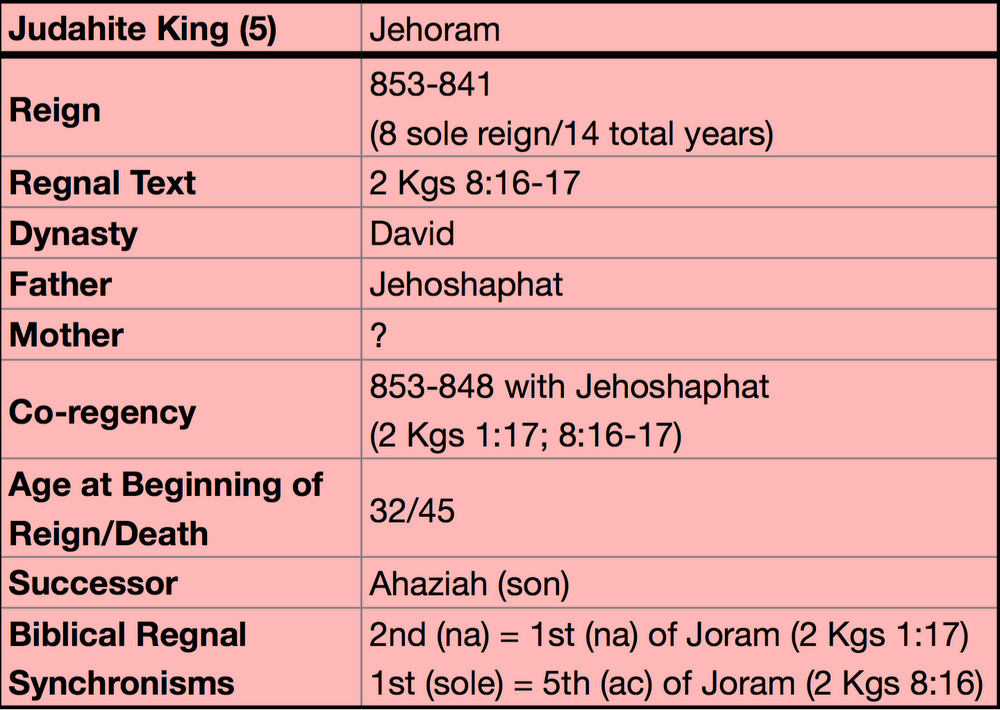 Judahite King (5) Jehoram
Reign 853-841
(8 sole reign/14 total years)
Regnal Text 2 Kgs 8:16-17
Dynasty David
Father Jehoshaphat
Mother ?
Co-regency 853-848 with Jehoshaphat
(2 Kgs 1:17; 8:16-17)
Age at Beginning of
Reign/Death 32/45
Successor Ahaziah (son)
Biblical Regnal 2nd (na) = 1st (na) of Joram (2 Kgs 1:17)
Synchronisms 1st (sole) = 5th (ac) of Joram (2 Kgs 8:16)